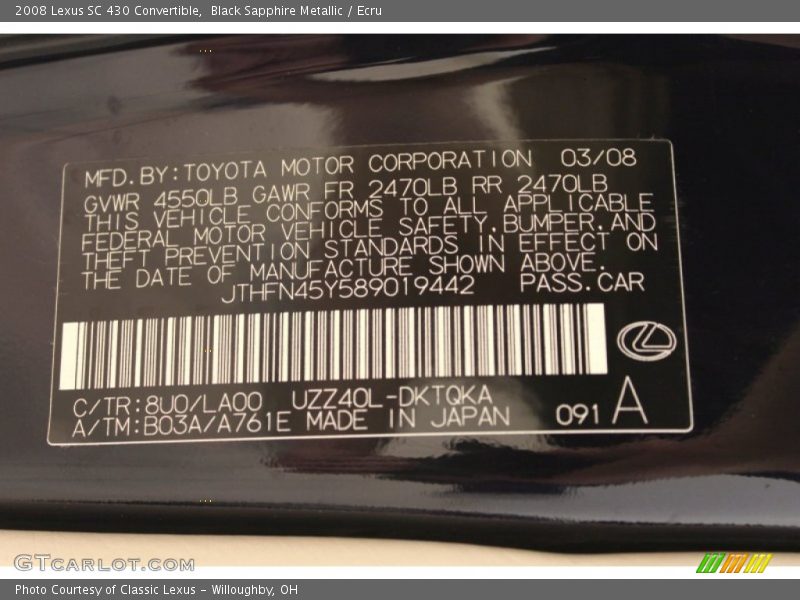 2008 Lexus SC 430 Convertible, Black Sapphire Metallic / Ecru
MFD.BY:TOYOTA MOTOR CORPORATION 03/08
GVWR 4550LB GAWR FR 2470LB RR 2470LB
THIS VEHICLE CONFORMS TO ALL APPLICABLE
FEDERAL MOTOR VEHICLE SAFETY,BUMPER,AND
THEFT PREVENTION STANDARDS IN EFFECT ON
THE DATE OF MANUFACTURE SHOWN ABOVE.
JTHFN45Y589019442 PASS.CAR
C/TR:8U0/LA00 UZZ40L-DKTQKA
A/TM:B03A/A761E MADE IN JAPAN 091 A
GTCARLOT.COM
Photo Courtesy of Classic Lexus - Willoughby, OH